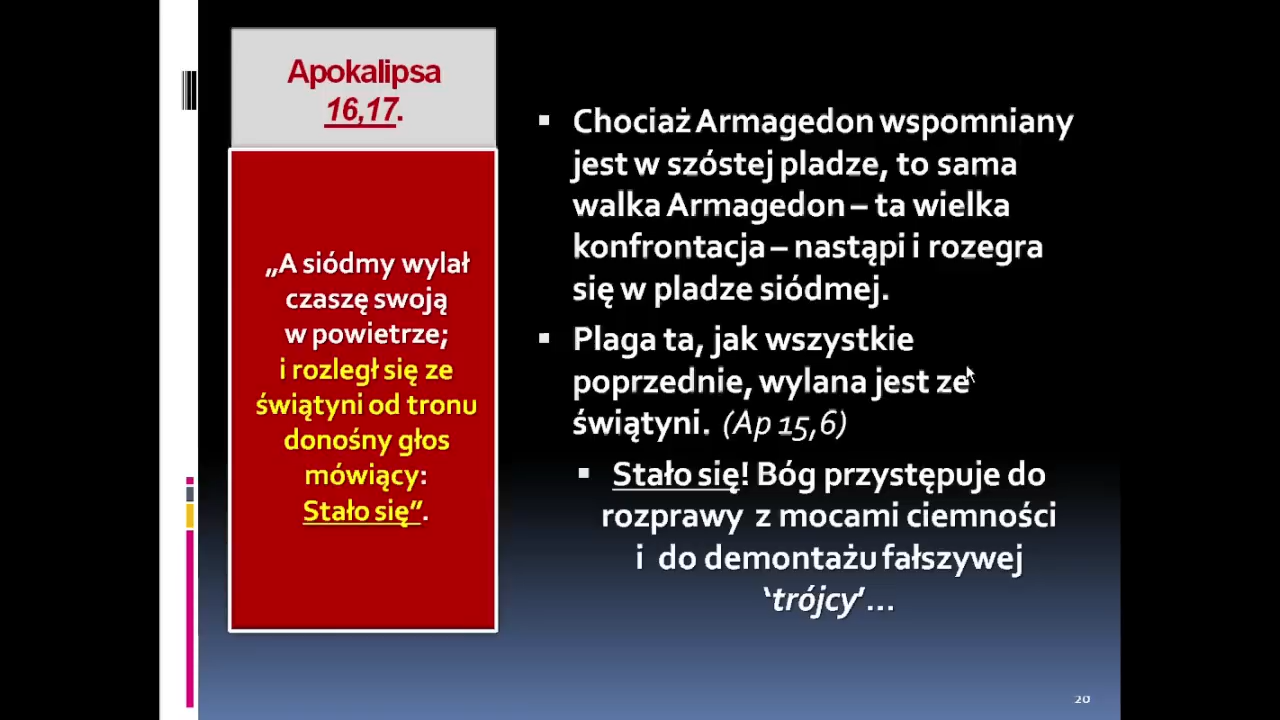 Apokalipsa
16,17.
„A siódmy wylał
czaszę swoją
w powietrze;
i rozległ się ze
świątyni od tronu
donośny głos
mówiący:
Stało się”.
▪ Chociaż Armagedon wspomniany
jest w szóstej pladze, to sama
walka Armagedon – ta wielka
konfrontacja – nastąpi i rozegra
się w pladze siódmej.
▪ Plaga ta, jak wszystkie
poprzednie, wylana jest ze
świątyni. (Ap 15,6)
▪ Stało się! Bóg przystępuje do
rozprawy z mocami ciemności
i do demontażu fałszywej
‘trójcy’...
20